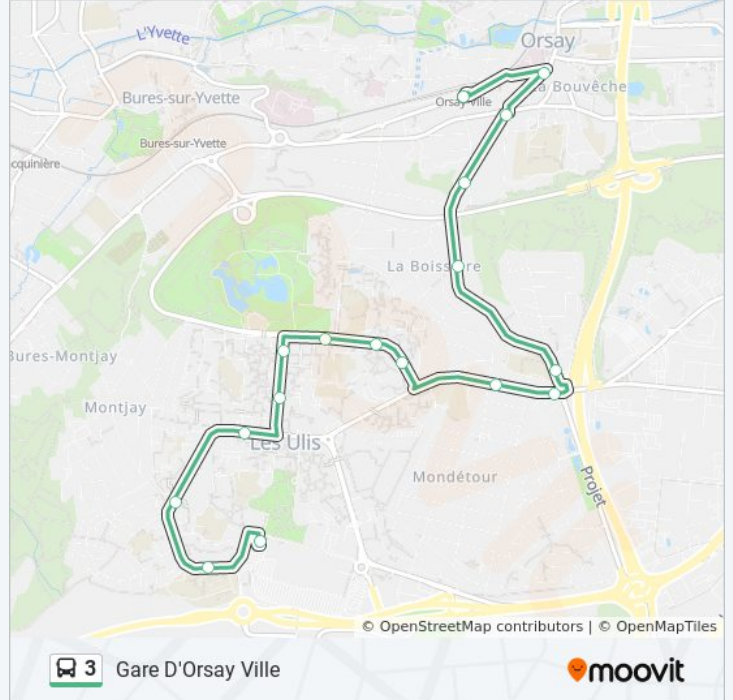 L'Yvette
Orsay
Bures-sur-Yvette
La Bouvêche
Orsay-Ville
Bures-sur-Yvette
cquinière
La Boissière
Bures-Montjay
Montjay
Les Ulis
Mondétour
Projet
© OpenStreetMap contributors | © OpenMapTiles
3 Gare D'Orsay Ville
moovit